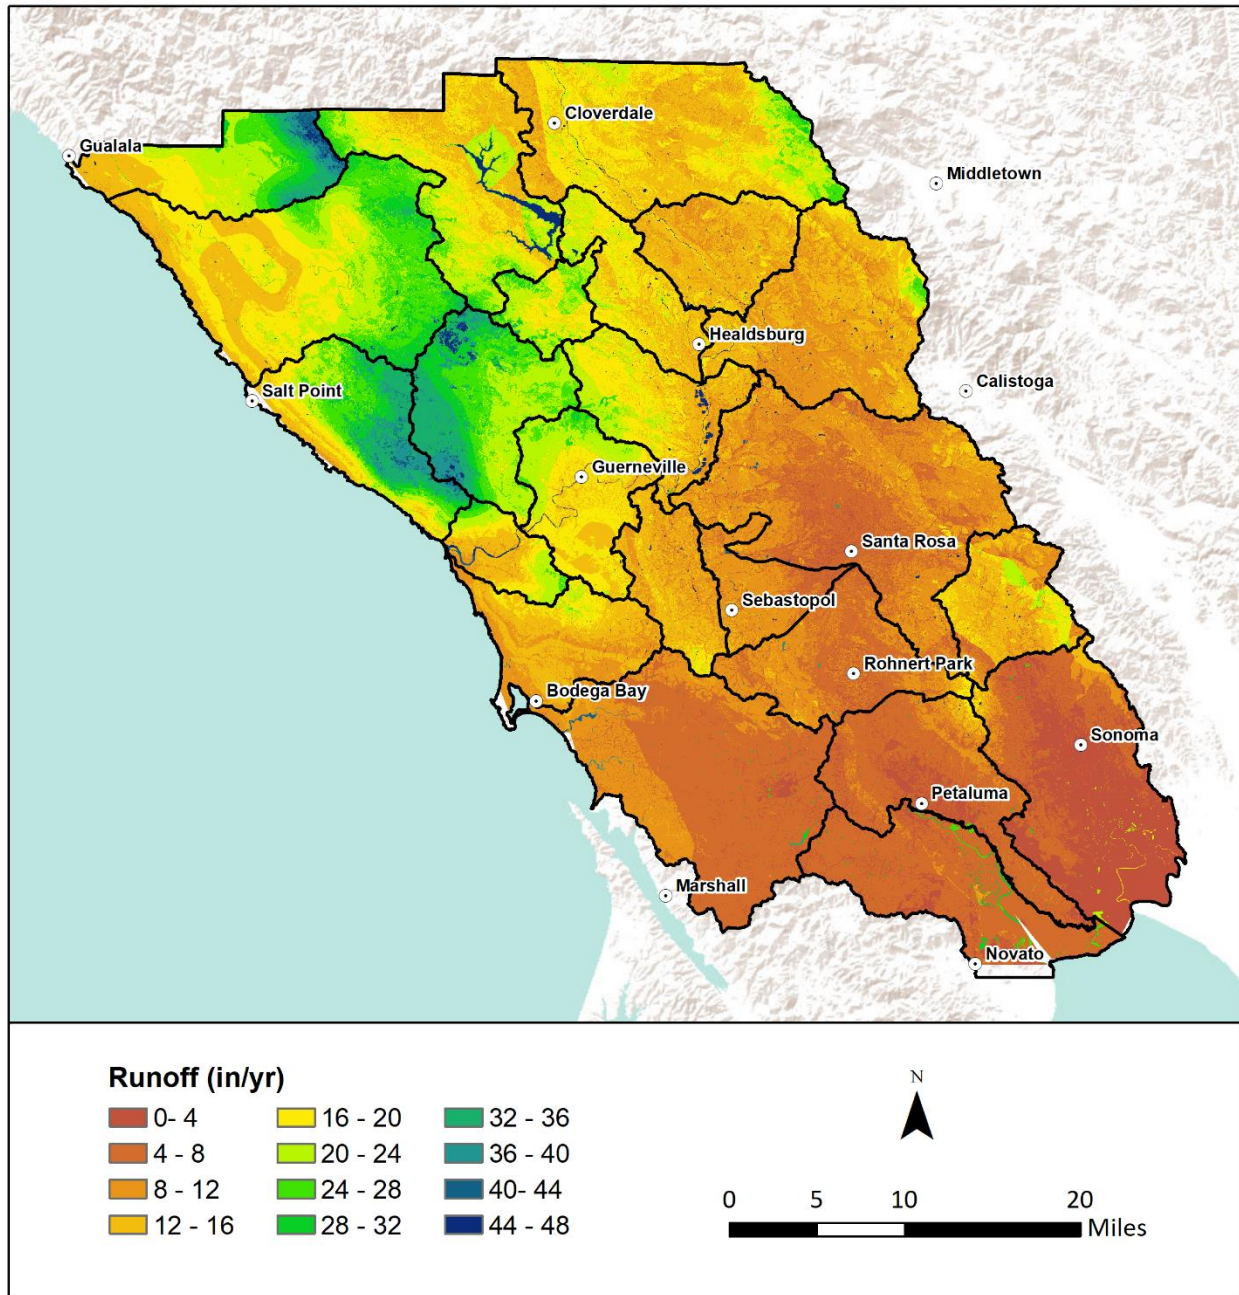 Cloverdale
Gualala
Middletown
Healdsburg
Calistoga
Salt Point
Guerneville
Santa Rosa
Sebastopol
Rohnert Park
Bodega Bay
Sonoma
Petaluma
Marshall
Novato
Runoff (in/yr)
0- 4
4 - 8
8 - 12
12 - 16
16 - 20
20 - 24
24 - 28
28 - 32
32 - 36
36 - 40
40- 44
44 - 48
N
0 5 10 20
Miles